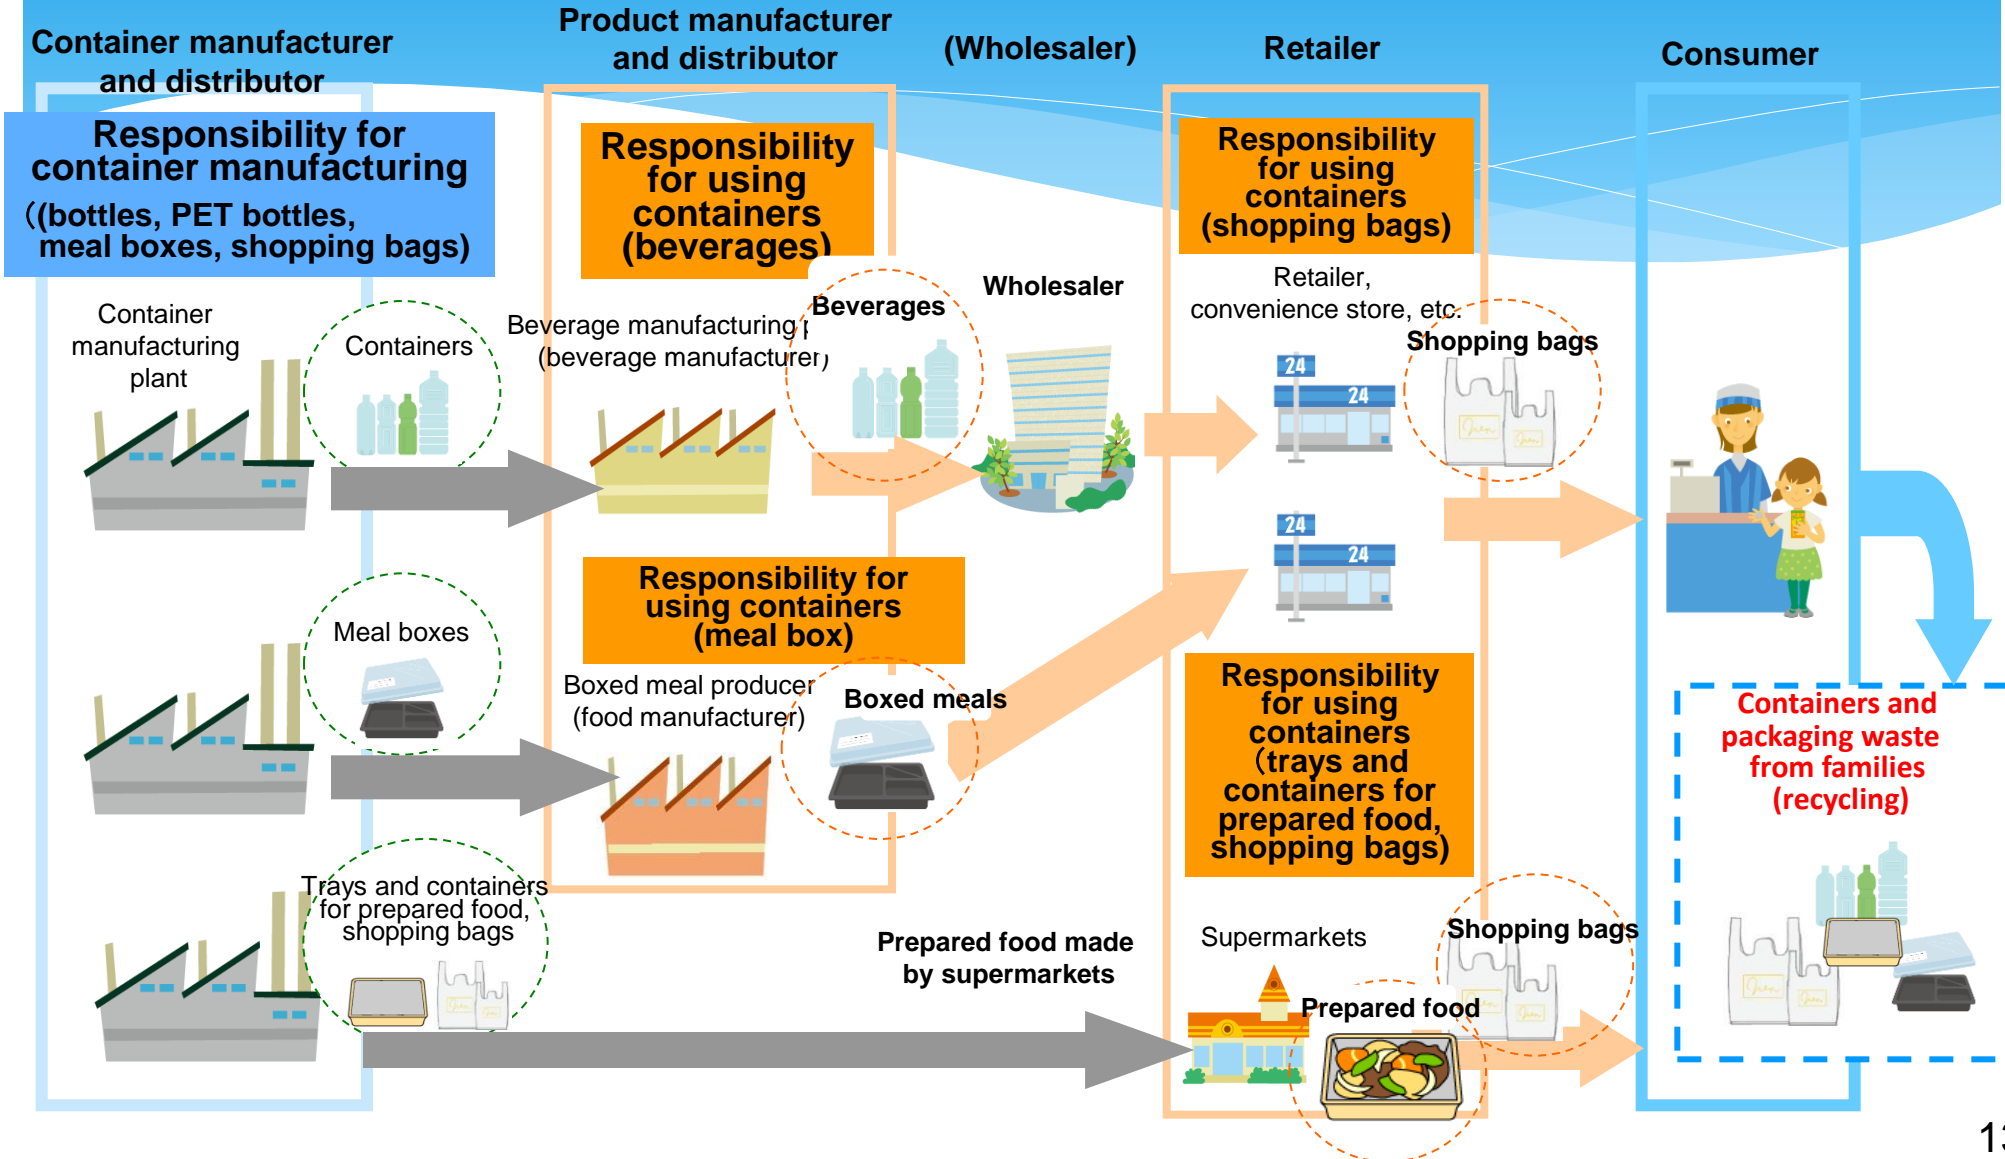 Container manufacturer
and distributor
Product manufacturer
and distributor
(Wholesaler)
Retailer
Consumer
Responsibility for
container manufacturing
（(bottles, PET bottles,
meal boxes, shopping bags)
Responsibility
for using
containers
(beverages)
Responsibility
for using
containers
(shopping bags)
Container
manufacturing
plant
Containers
Beverage manufacturing
(beverage manufacturer)
Beverages
Wholesaler
Retailer,
convenience store, etc.
Shopping bags
24
24
24
24
Meal boxes
Responsibility for
using containers
(meal box)
Boxed meal producer
(food manufacturer)
Boxed meals
Responsibility
for using
containers
（trays and
containers for
prepared food,
shopping bags)
Containers and
packaging waste
from families
(recycling)
Trays and containers
for prepared food,
shopping bags
Prepared food made
by supermarkets
Supermarkets
Shopping bags
Prepared food